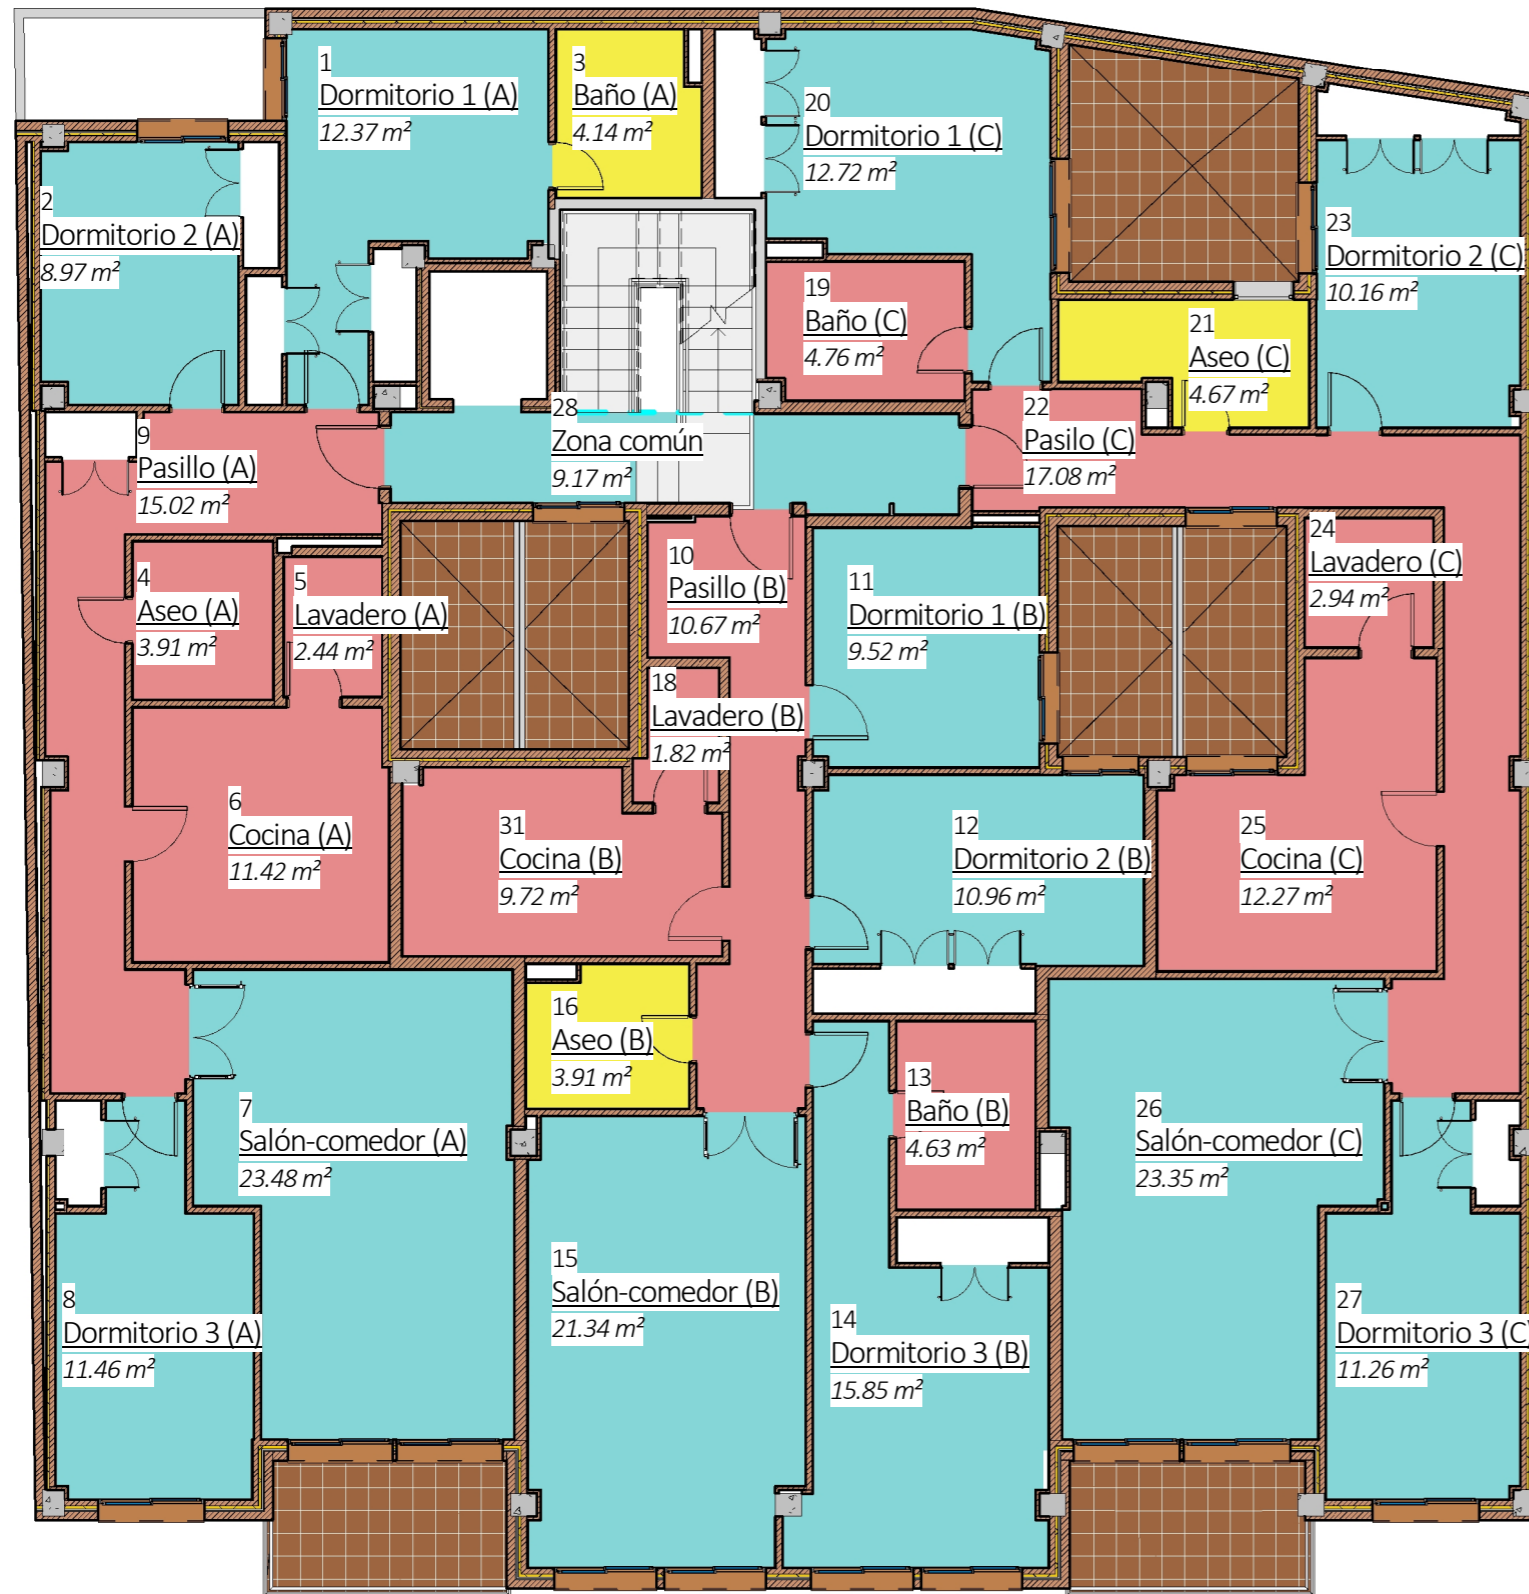 1
Dormitorio 1 (A)
12.37 m²
3
Baño (A)
4.14 m²
20
Dormitorio 1 (C)
12.72 m²
2
Dormitorio 2 (A)
8.97 m²
23
Dormitorio 2 (C)
10.16 m²
19
Baño (C)
4.76 m²
21
Aseo (C)
4.67 m²
28
Zona común
9.17 m²
22
Pasilo (C)
17.08 m²
9
Pasillo (A)
15.02 m²
10
Pasillo (B)
10.67 m²
24
Lavadero (C)
2.94 m²
4
Aseo (A)
3.91 m²
5
Lavadero (A)
2.44 m²
11
Dormitorio 1 (B)
9.52 m²
18
Lavadero (B)
1.82 m²
6
Cocina (A)
11.42 m²
31
Cocina (B)
9.72 m²
12
Dormitorio 2 (B)
10.96 m²
25
Cocina (C)
12.27 m²
16
Aseo (B)
3.91 m²
13
Baño (B)
4.63 m²
7
Salón-comedor (A)
23.48 m²
26
Salón-comedor (C)
23.35 m²
15
Salón-comedor (B)
21.34 m²
8
Dormitorio 3 (A)
11.46 m²
14
Dormitorio 3 (B)
15.85 m²
27
Dormitorio 3 (C)
11.26 m²